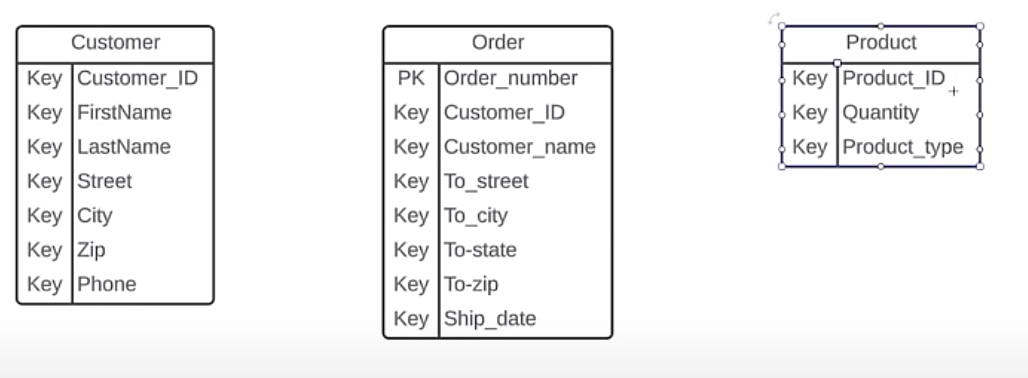 Customer
Key Customer_ID
Key FirstName
Key LastName
Key Street
Key City
Key Zip
Key Phone
Order
PK Order_number
Key Customer_ID
Key Customer_name
Key To_street
Key To_city
Key To-state
Key To-zip
Key Ship_date
Product
Key Product_ID
Key Quantity
Key Product_type